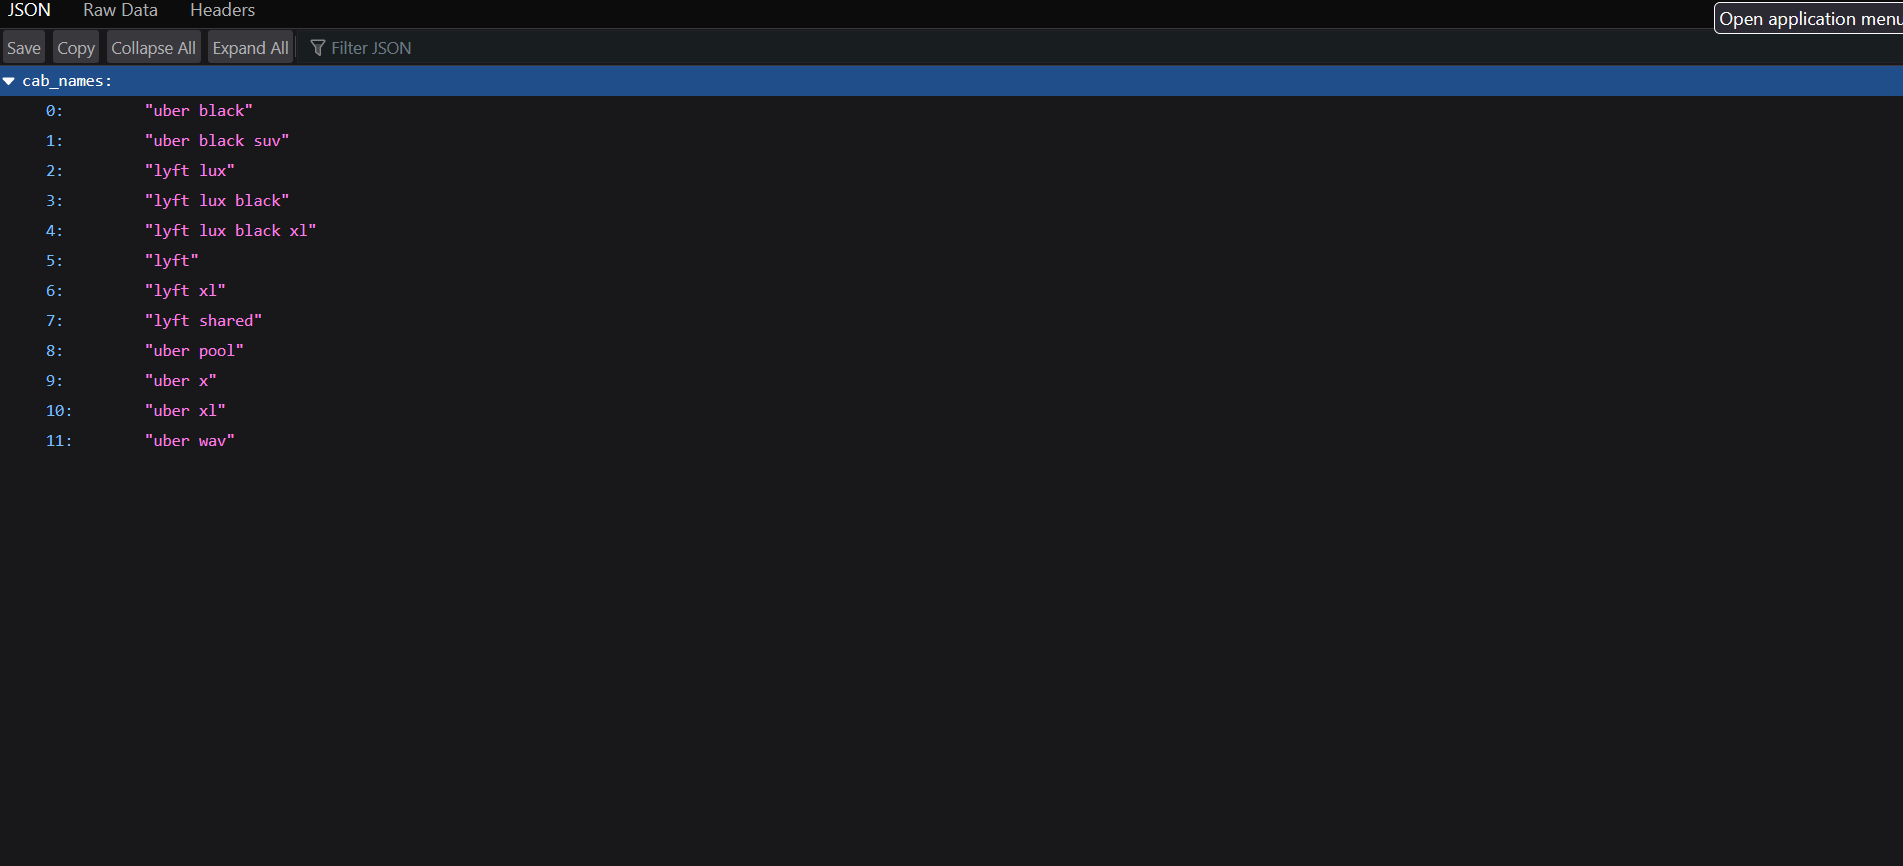 JSON Raw Data Headers
Open application menu
Save Copy Collapse All Expand All Filter JSON
cab_names:
0: "uber black"
1: "uber black suv"
2: "lyft lux"
3: "lyft lux black"
4: "lyft lux black xl"
5: "lyft"
6: "lyft xl"
7: "lyft shared"
8: "uber pool"
9: "uber x"
10: "uber xl"
11: "uber wav"